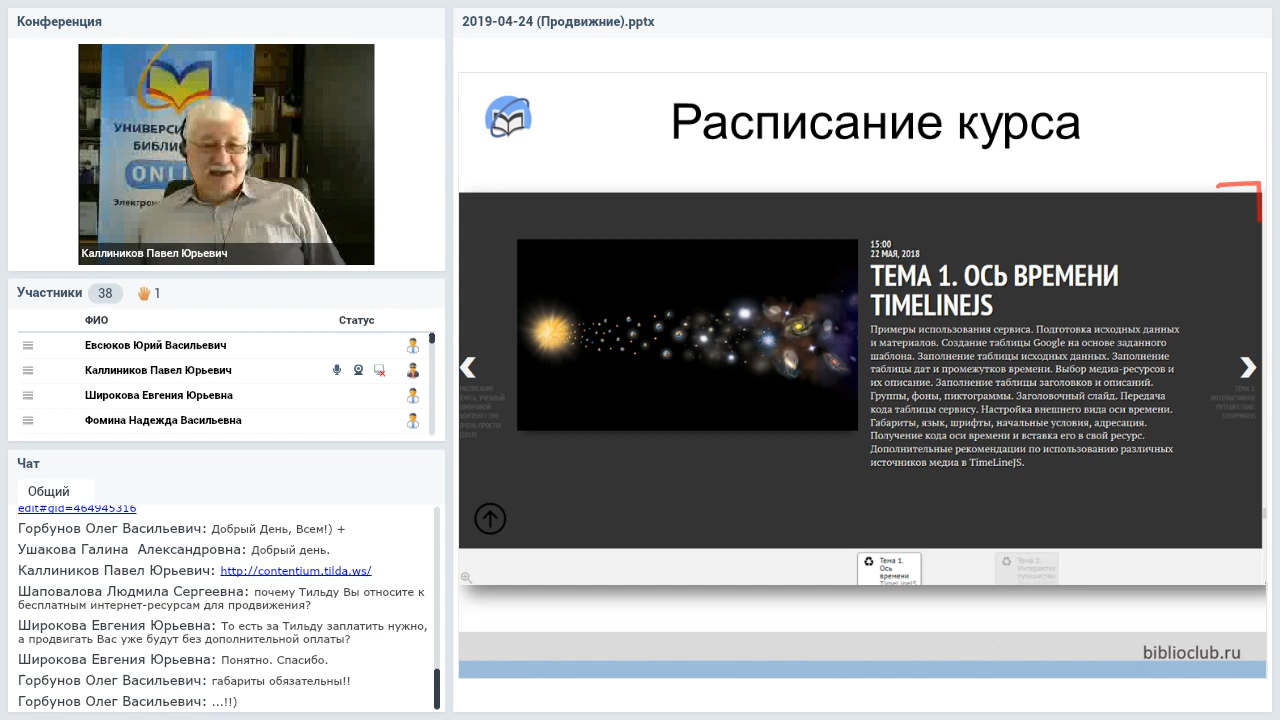 Конференция
УНИВЕРСИ
БИБЛИ
ONLI
Электро
Каллиников Павел Юрьевич
Участники 38 1
ФИО Статус
Евсюков Юрий Васильевич
Каллиников Павел Юрьевич
Широкова Евгения Юрьевна
Фомина Надежда Васильевна
Чат
Общий
edit#gid=464945316
Горбунов Олег Васильевич: Добрый День, Всем!) +
Ушакова Галина Александровна: Добрый день.
Каллиников Павел Юрьевич: http://contentium.tilda.ws/
Шаповалова Людмила Сергеевна: почему Тильду Вы относите к
бесплатным интернет-ресурсам для продвижения?
Широкова Евгения Юрьевна: То есть за Тильду заплатить нужно,
а продвигать Вас уже будут без дополнительной оплаты?
Широкова Евгения Юрьевна: Понятно. Спасибо.
Горбунов Олег Васильевич: габариты обязательны!!
Горбунов Олег Васильевич: ...!!)
2019-04-24 (Продвижние).pptx
Расписание курса
15:00
22 МАЯ, 2018
ТЕМА 1. ОСЬ ВРЕМЕНИ
TIMELINEJS
Примеры использования сервиса. Подготовка исходных данных
и материалов. Создание таблицы Google на основе заданного
шаблона. Заполнение таблицы исходных данных. Заполнение
таблицы дат и промежутков времени. Выбор медиа-ресурсов и
их описание. Заполнение таблицы заголовков и описаний.
Группы, фоны, пиктограммы. Заголовочный слайд. Передача
кода таблицы сервису. Настройка внешнего вида оси времени.
Габариты, язык, шрифты, начальные условия, адресация.
Получение кода оси времени и вставка его в свой ресурс.
Дополнительные рекомендации по использованию различных
источников медиа в TimeLineJS.
Тема 1.
Ось
времени
TimeLineJS
Тема 2.
biblioclub.ru